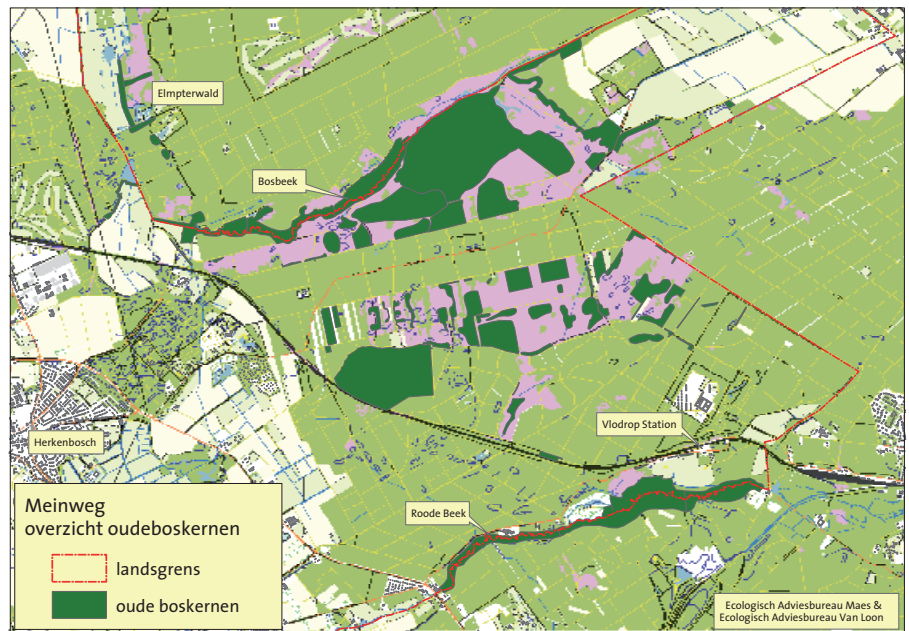 Elmpterwald
Bosbeek
Herkenbosch
Vlodrop Station
Roode Beek
Meinweg
overzicht oudeboskernen
landsgrens
oude boskernen
Ecologisch Adviesbureau Maes &
Ecologisch Adviesbureau Van Loon